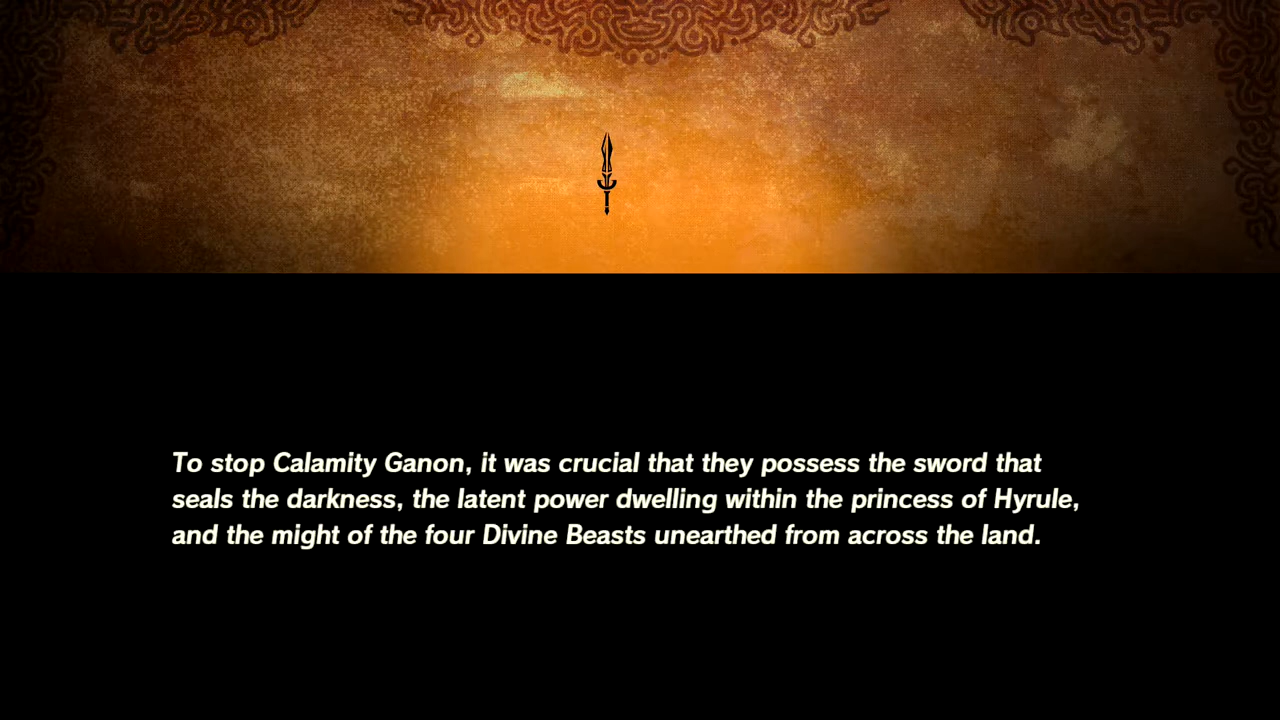 To stop Calamity Ganon, it was crucial that they possess the sword that
seals the darkness, the latent power dwelling within the princess of Hyrule,
and the might of the four Divine Beasts unearthed from across the land.